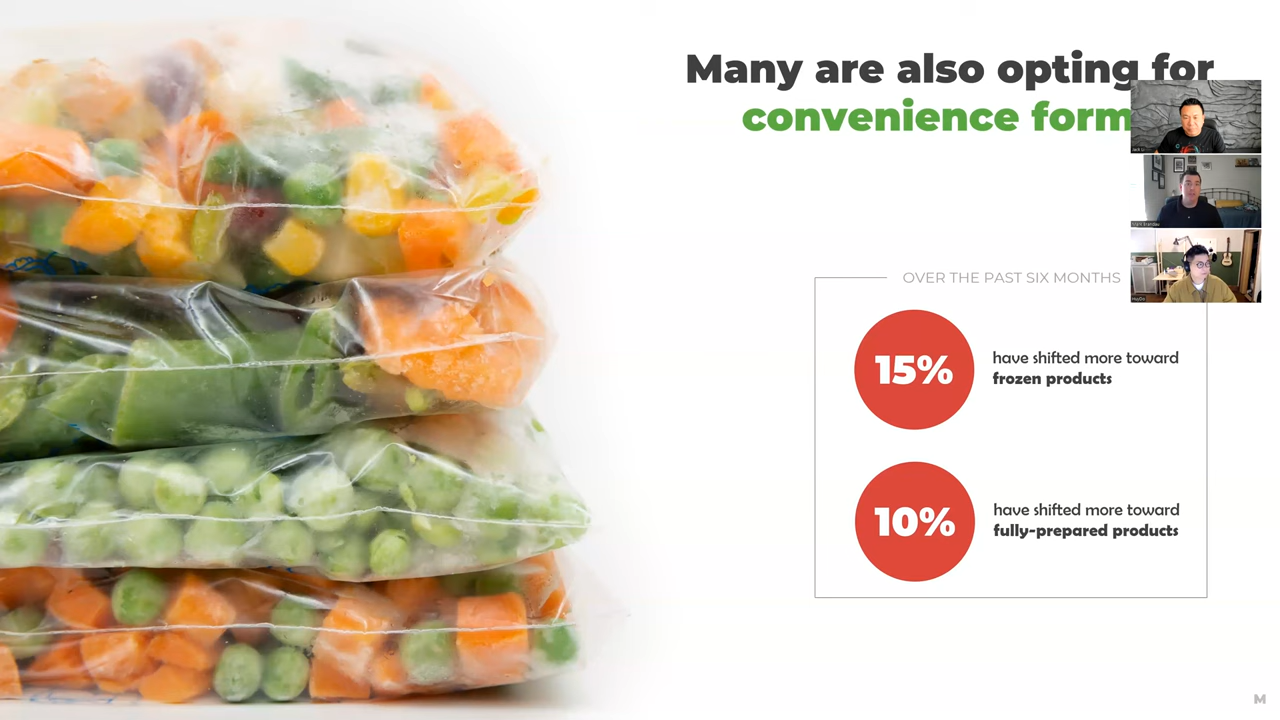 Many are also opting for
convenience form
OVER THE PAST SIX MONTHS
15%
have shifted more toward
frozen products
10%
have shifted more toward
fully-prepared products
M